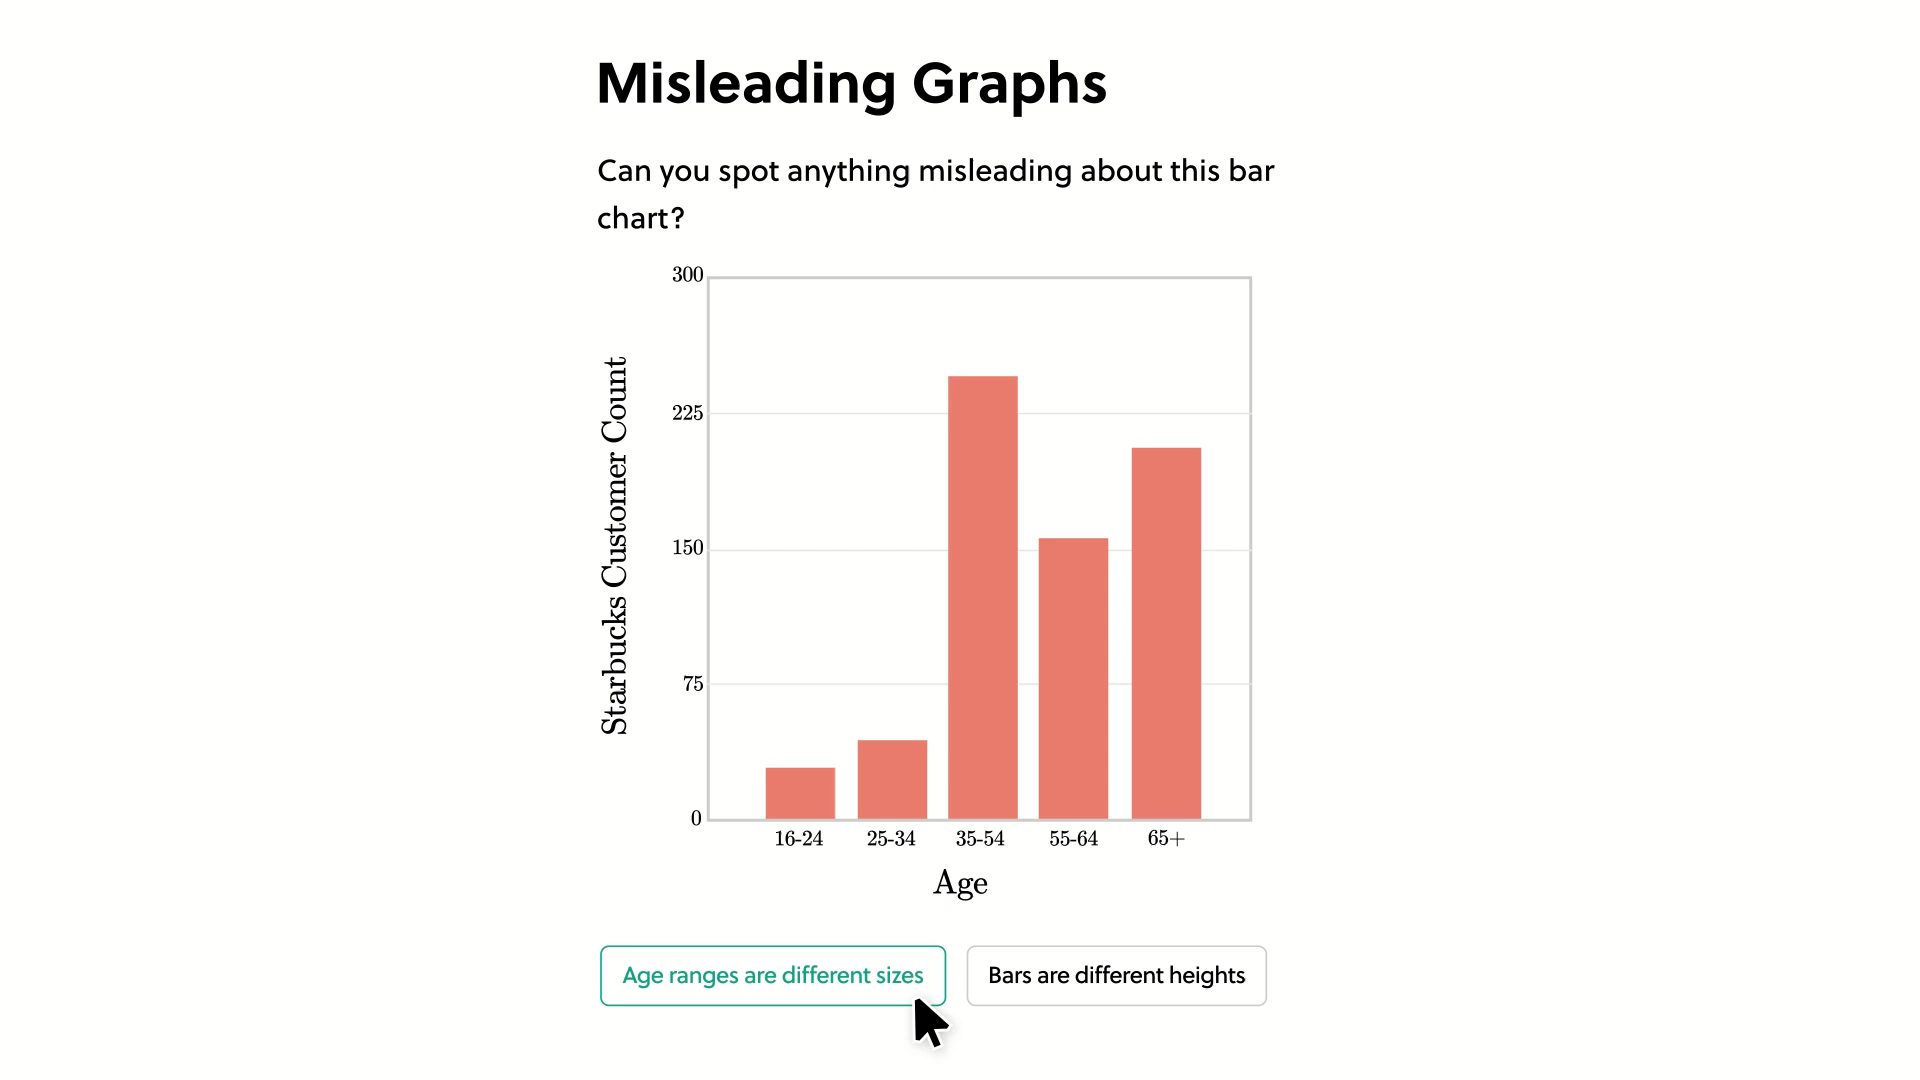 Misleading Graphs
Can you spot anything misleading about this bar
chart?
300
225
150
75
0
Starbucks Customer Count
16-24
25-34
35-54
55-64
65+
Age
Age ranges are different sizes
Bars are different heights